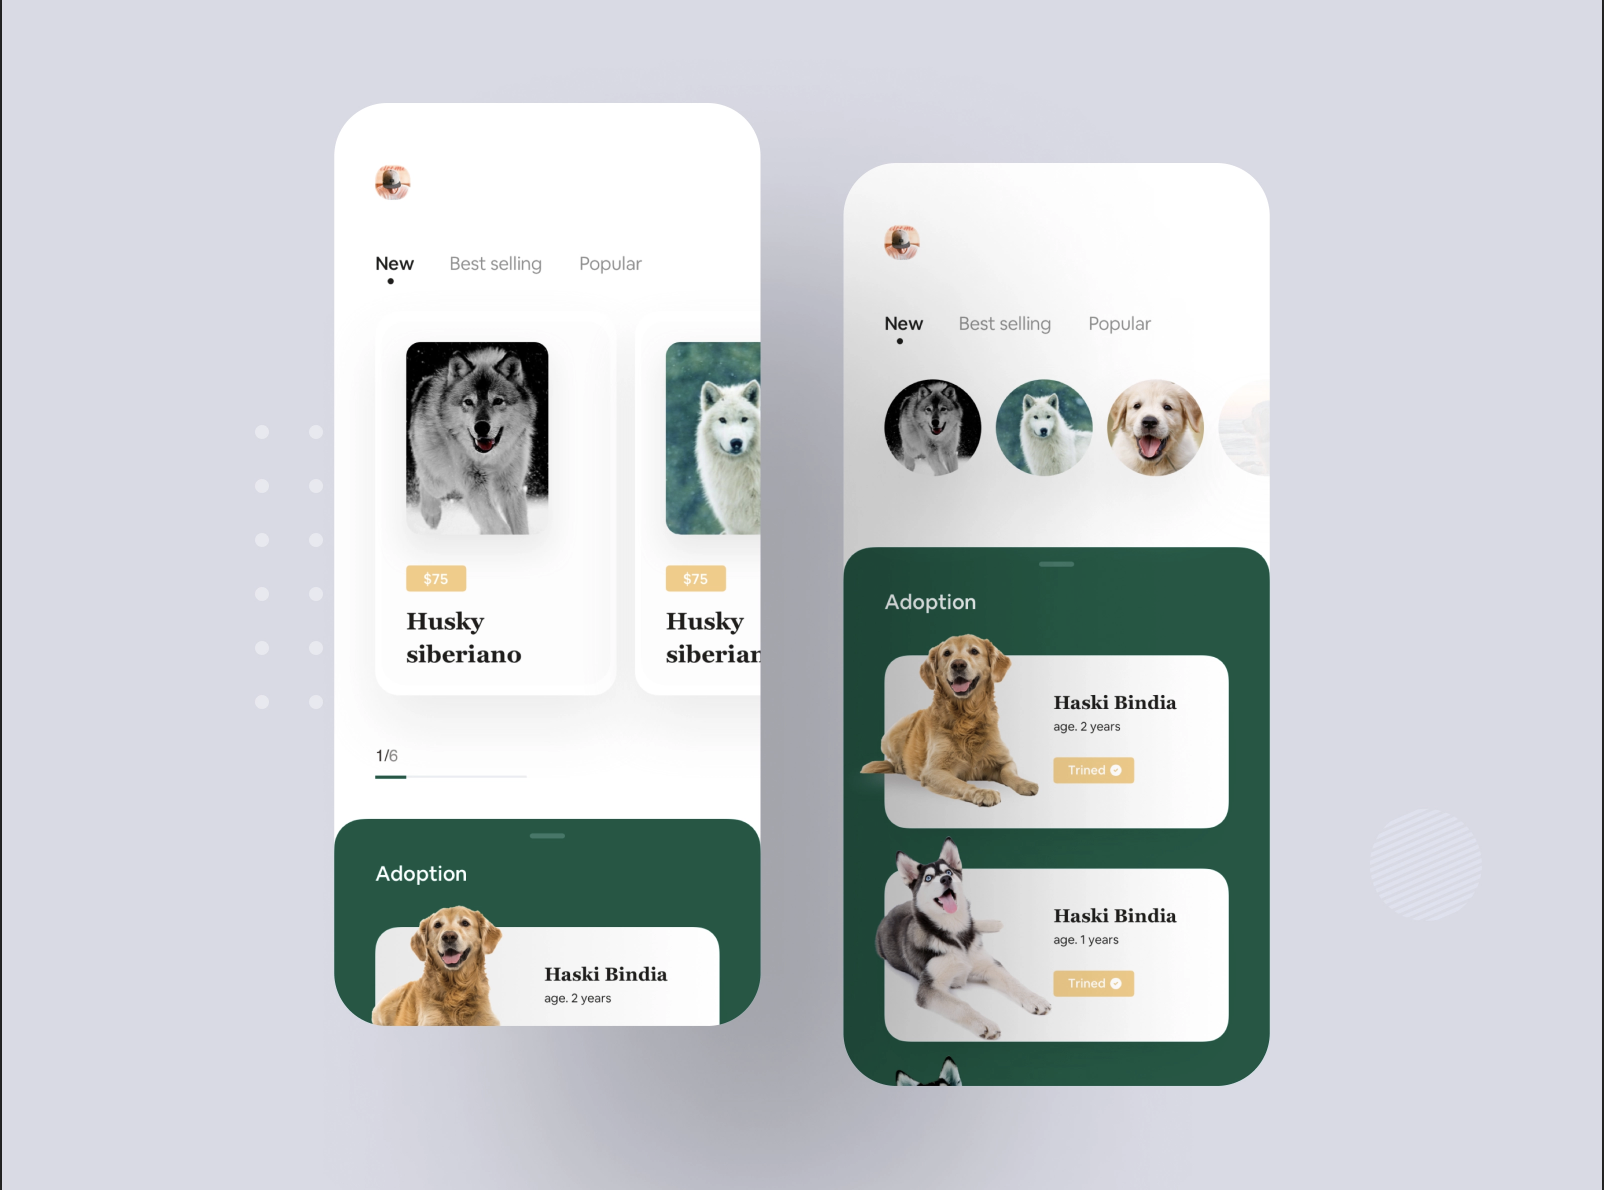 New Best selling Popular
$75 $75
Husky Husky
siberiano siberian
1/6
Adoption
Haski Bindia
age. 2 years
New Best selling Popular
Adoption
Haski Bindia
age. 2 years
Trined
Haski Bindia
age. 1 years
Trined